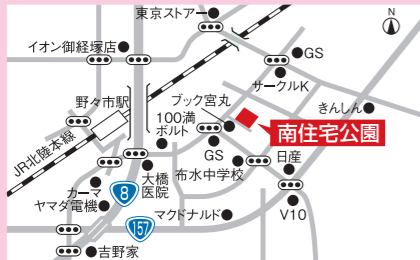 東京ストアー
N
イオン御経塚店
GS
サークルK
野々市駅
ブック宮丸
きんしん
100満
ボルト
JR北陸本線
南住宅公園
GS
日産
布水中学校
大橋
医院
カーマ
8
ヤマダ電機
マクドナルド
V10
157
吉野家